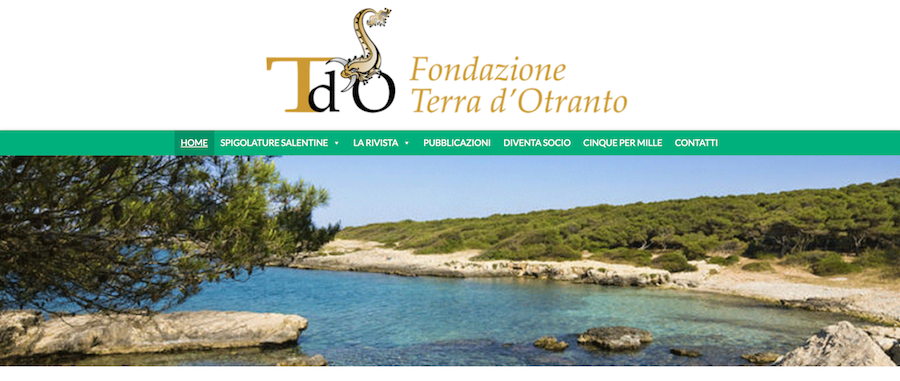 TdO
Fondazione
Terra d'Otranto
HOME SPIGOLATURE SALENTINE LA RIVISTA PUBBLICAZIONI DIVENTA SOCIO CINQUE PER MILLE CONTATTI